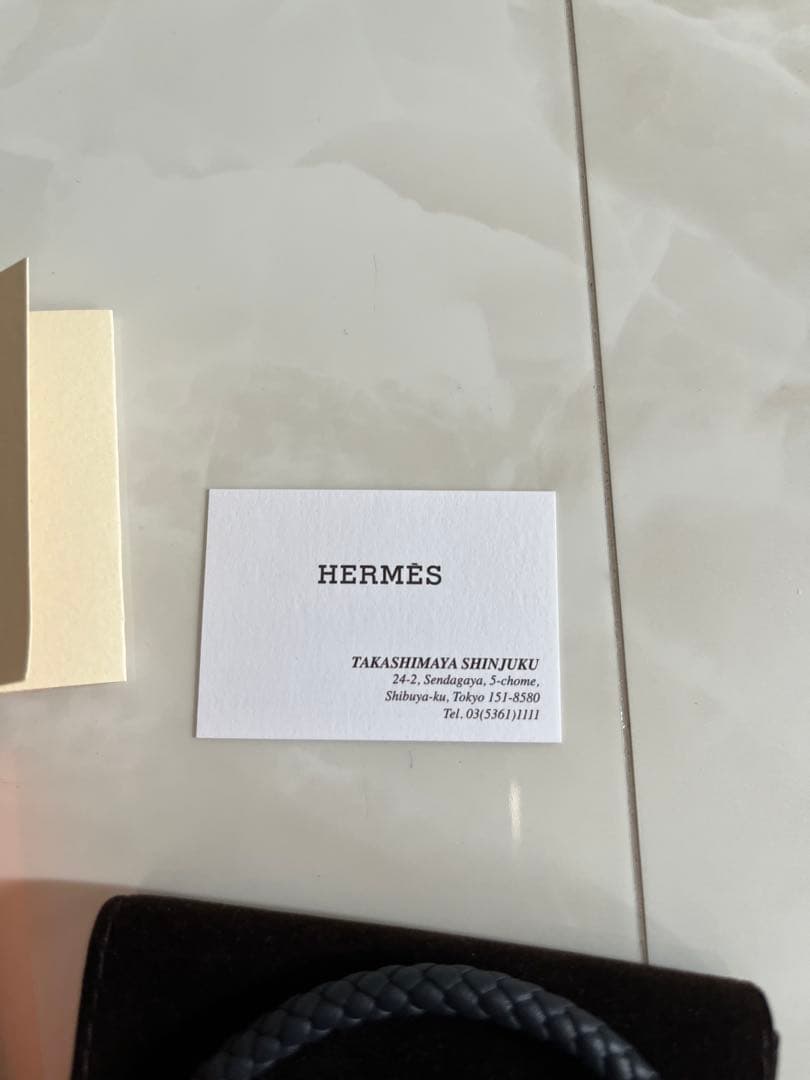 HERMÈS
TAKASHIMAYA SHINJUKU
24-2, Sendagaya, 5-chome,
Shibuya-ku, Tokyo 151-8580
Tel. 03(5361)1111